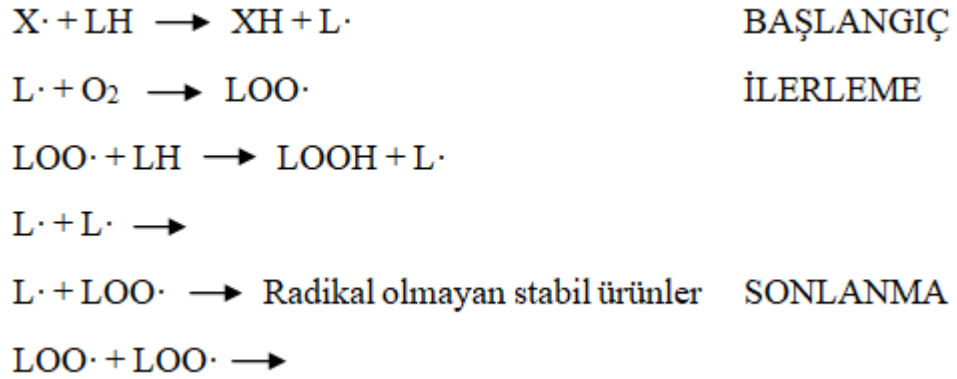 X· + LH ⟶ XH + L· BAŞLANGIÇ
L· + O₂ ⟶ LOO· İLERLEME
LOO· + LH ⟶ LOOH + L·
L· + L· ⟶
L· + LOO· ⟶ Radikal olmayan stabil ürünler SONLANMA
LOO· + LOO· ⟶